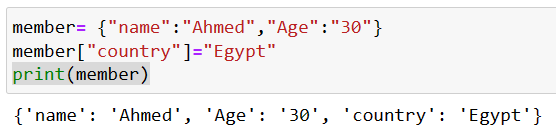 member= {"name":"Ahmed","Age":"30"}
member["country"]="Egypt"
print(member)
{'name': 'Ahmed', 'Age': '30', 'country': 'Egypt'}